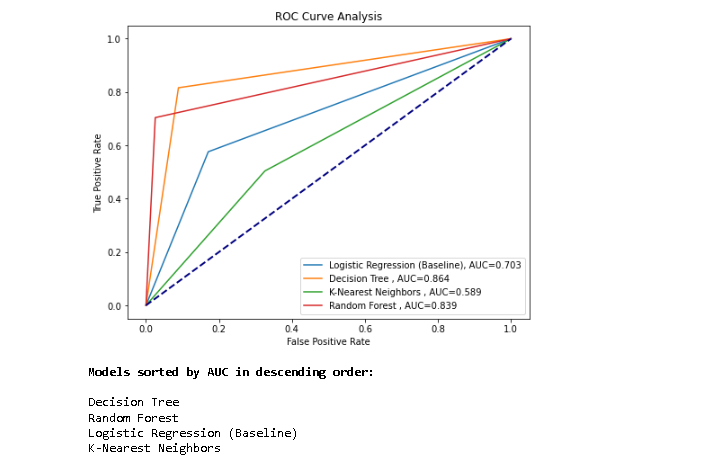 ROC Curve Analysis
1.0
0.8
0.6
0.4
0.2
0.0
True Positive Rate
Logistic Regression (Baseline), AUC=0.703
Decision Tree , AUC=0.864
K-Nearest Neighbors , AUC=0.589
Random Forest , AUC=0.839
0.0 0.2 0.4 0.6 0.8 1.0
False Positive Rate
Models sorted by AUC in descending order:
Decision Tree
Random Forest
Logistic Regression (Baseline)
K-Nearest Neighbors